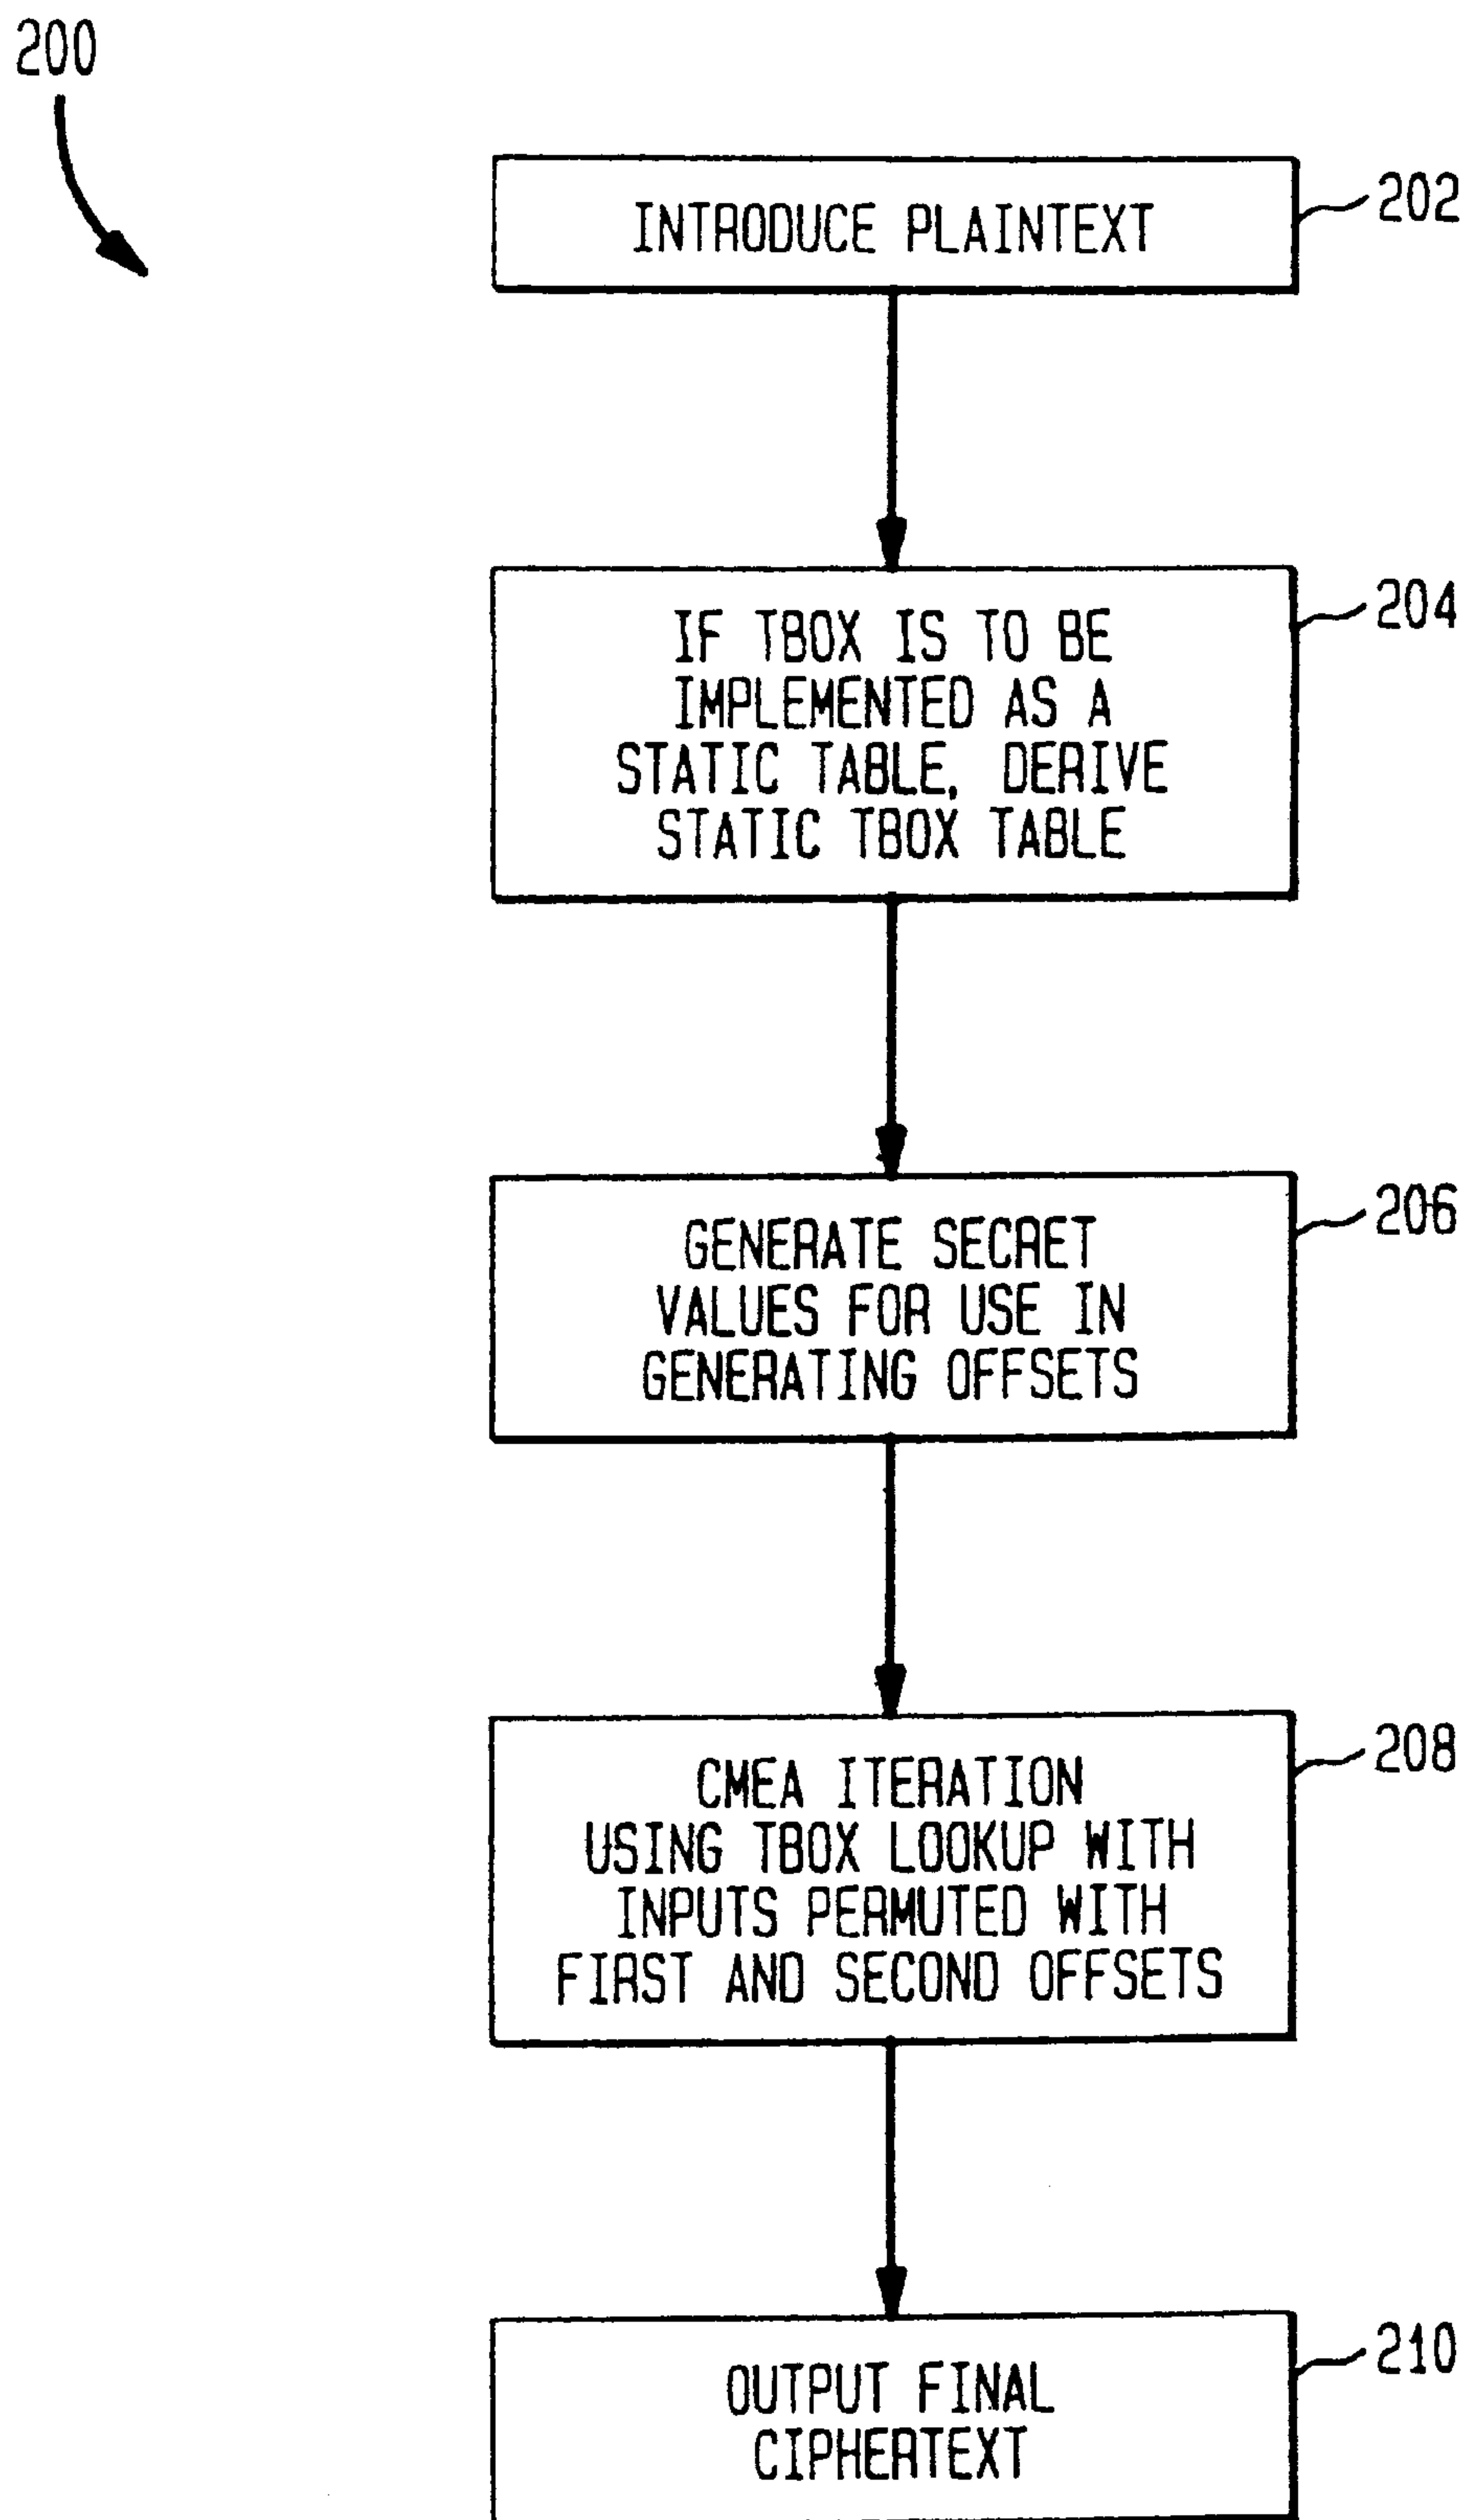 200
INTRODUCE PLAINTEXT
202
IF TBOX IS TO BE
IMPLEMENTED AS A
STATIC TABLE, DERIVE
STATIC TBOX TABLE
204
GENERATE SECRET
VALUES FOR USE IN
GENERATING OFFSETS
206
CMEA ITERATION
USING TBOX LOOKUP WITH
INPUTS PERMUTED WITH
FIRST AND SECOND OFFSETS
208
OUTPUT FINAL
CIPHERTEXT
210